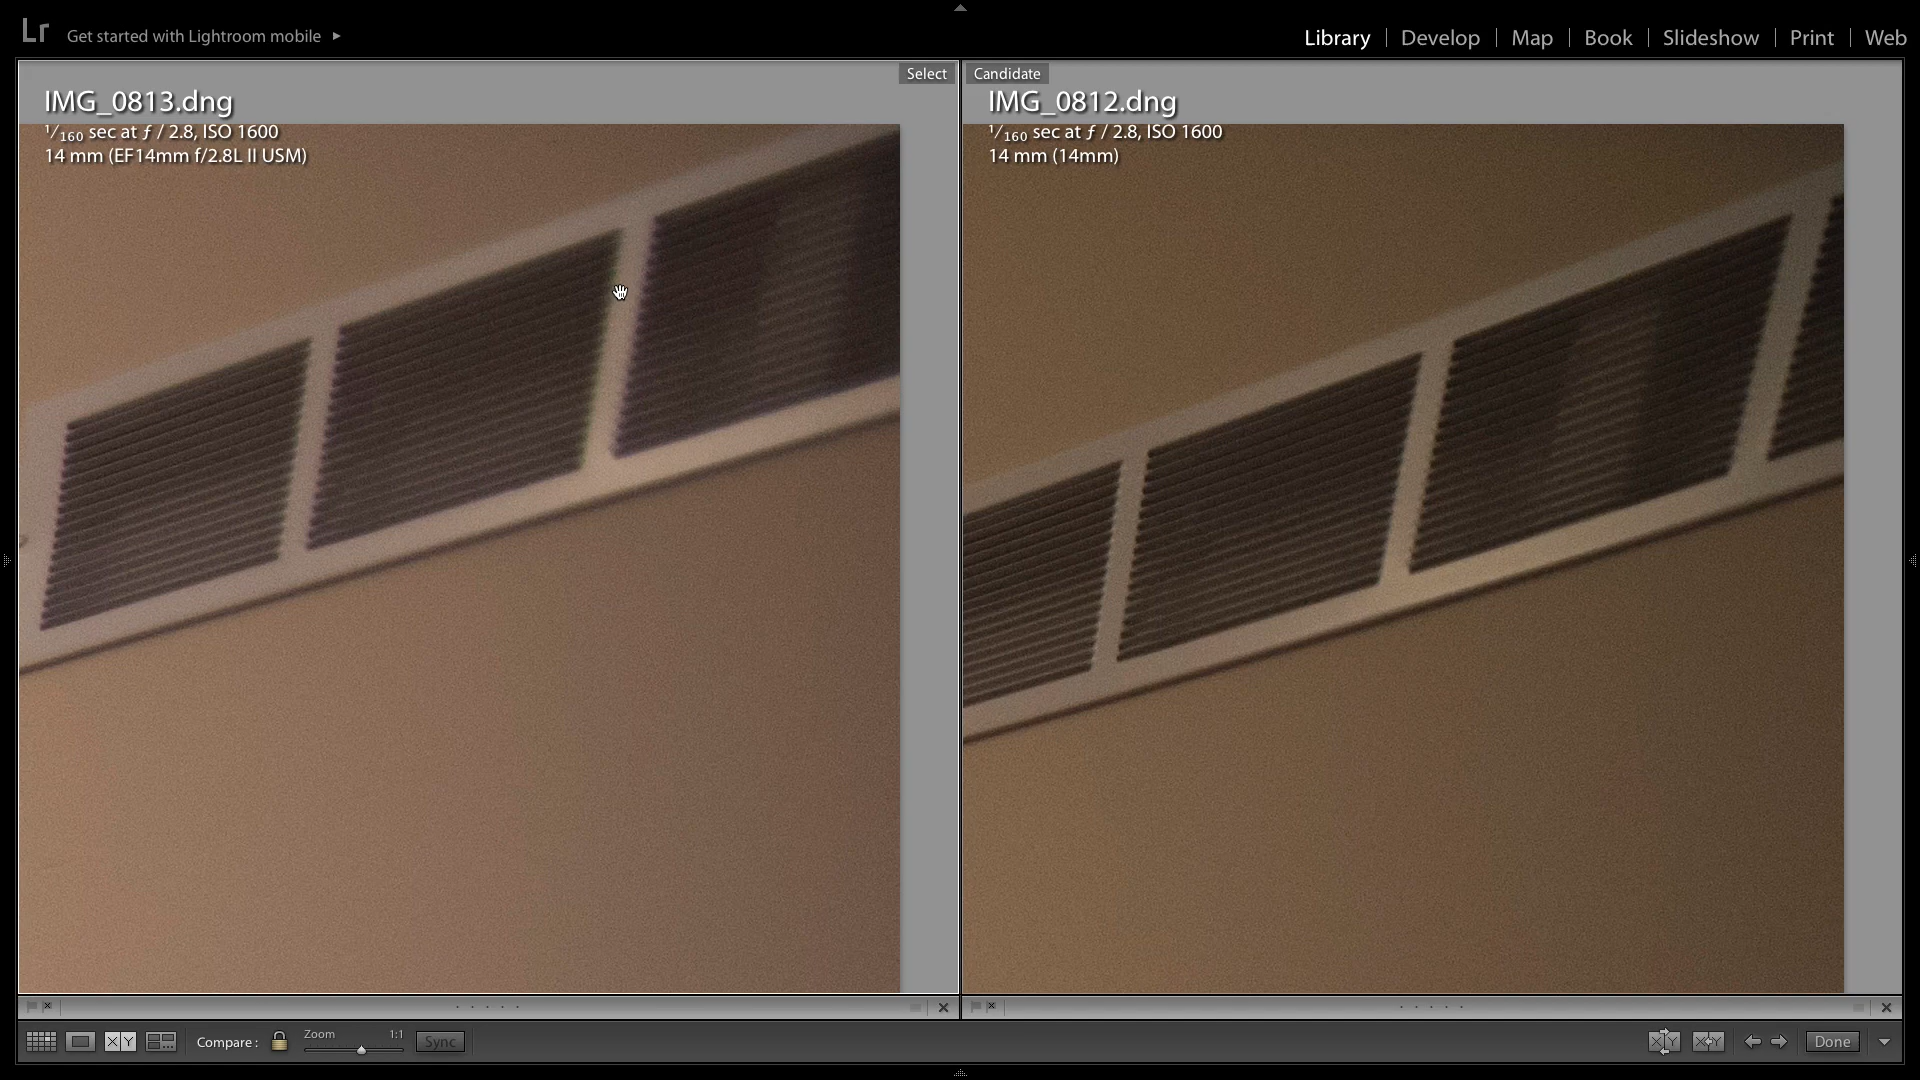 Lr Get started with Lightroom mobile
Library | Develop | Map | Book | Slideshow | Print | Web
Select
IMG_0813.dng
1/160 sec at ƒ / 2.8, ISO 1600
14 mm (EF14mm f/2.8L II USM)
Candidate
IMG_0812.dng
1/160 sec at ƒ / 2.8, ISO 1600
14 mm (14mm)
X Y Compare : Zoom 1:1 Sync
Done